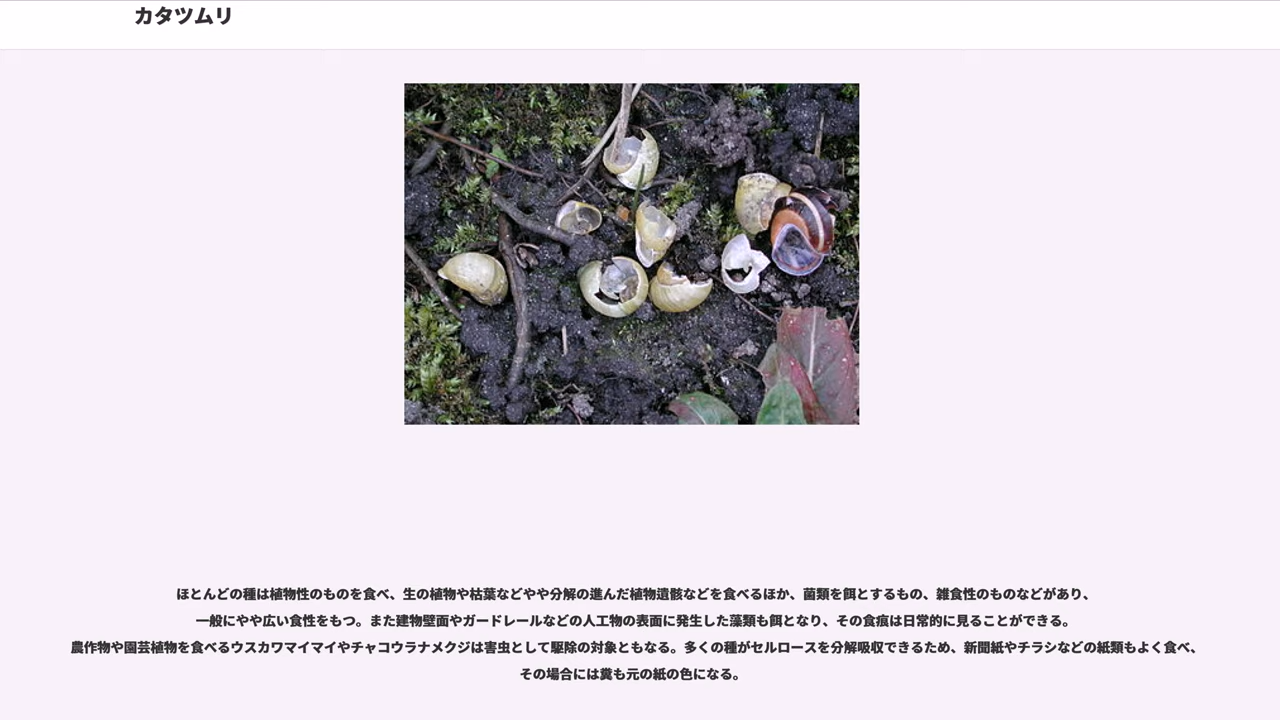 カタツムリ
ほとんどの種は植物性のものを食べ、生の植物や枯葉などやや分解の進んだ植物遺骸などを食べるほか、菌類を餌とするもの、雑食性のものなどがあり、
一般にやや広い食性をもつ。また建物壁面やガードレールなどの人工物の表面に発生した藻類も餌となり、その食痕は日常的に見ることができる。
農作物や園芸植物を食べるウスカワマイマイやチャコウラナメクジは害虫として駆除の対象ともなる。多くの種がセルロースを分解吸収できるため、新聞紙やチラシなどの紙類もよく食べ、
その場合には糞も元の紙の色になる。